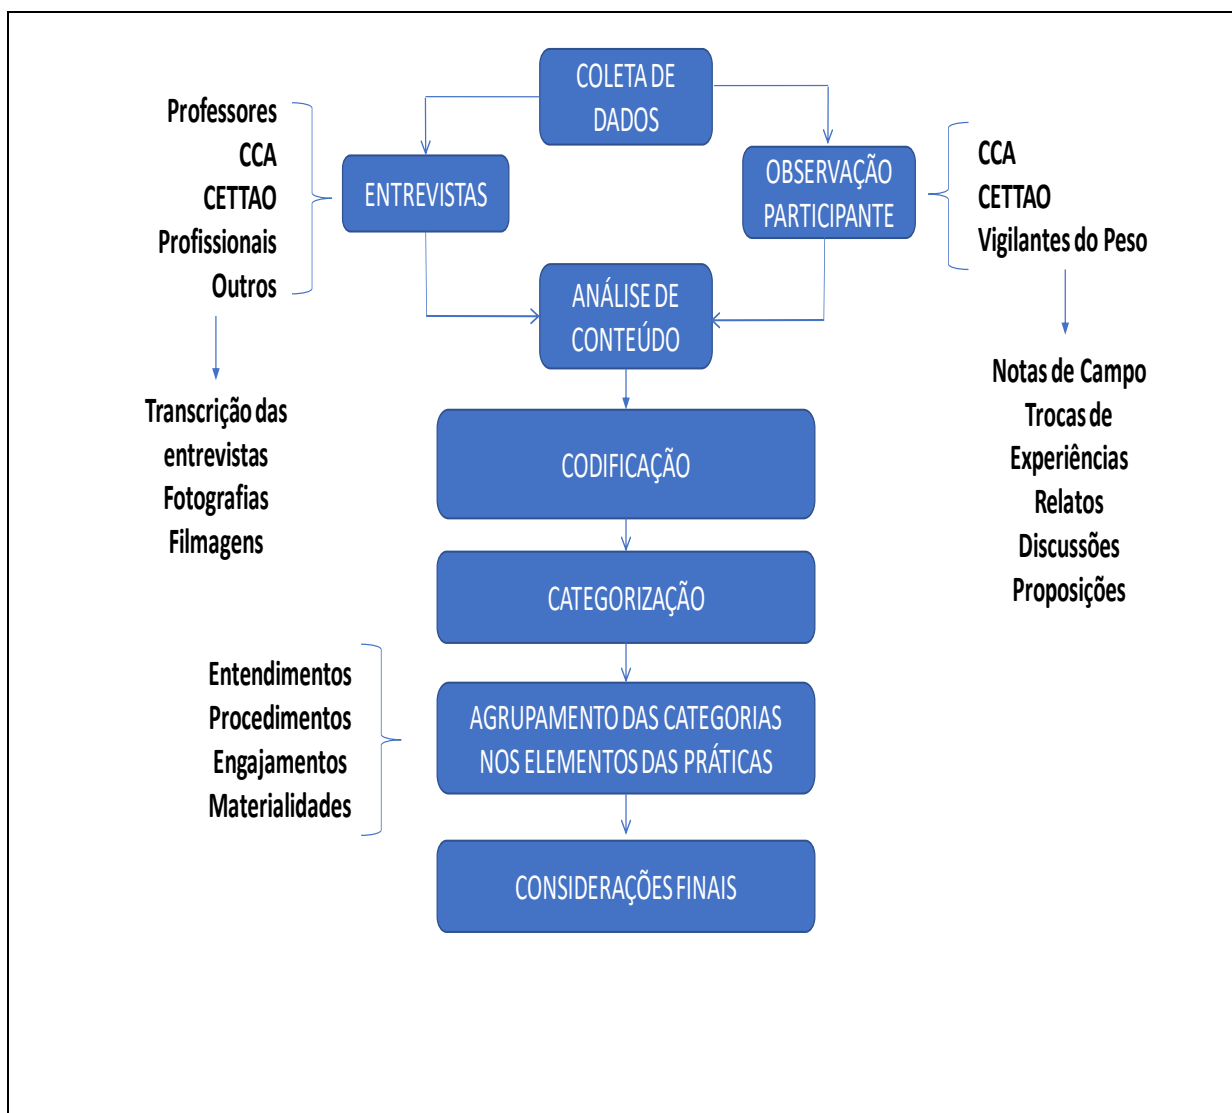 COLETA DE
DADOS
Professores
CCA
CETTAO
Profissionais
Outros
ENTREVISTAS
OBSERVAÇÃO
PARTICIPANTE
CCA
CETTAO
Vigilantes do Peso
ANÁLISE DE
CONTEÚDO
Transcrição das
entrevistas
Fotografias
Filmagens
Notas de Campo
Trocas de
Experiências
Relatos
Discussões
Proposições
CODIFICAÇÃO
CATEGORIZAÇÃO
Entendimentos
Procedimentos
Engajamentos
Materialidades
AGRUPAMENTO DAS CATEGORIAS
NOS ELEMENTOS DAS PRÁTICAS
CONSIDERAÇÕES FINAIS